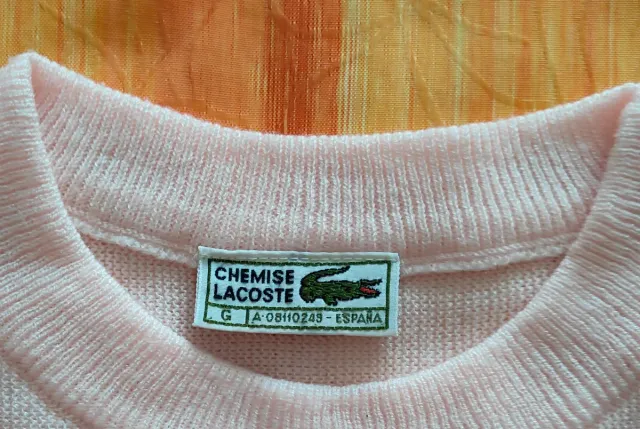 CHEMISE
LACOSTE
G A-08110249 - ESPAÑA